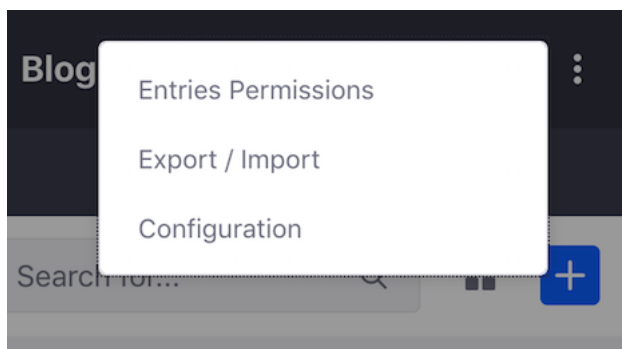 Blog
Entries Permissions
Export / Import
Configuration
Search for...